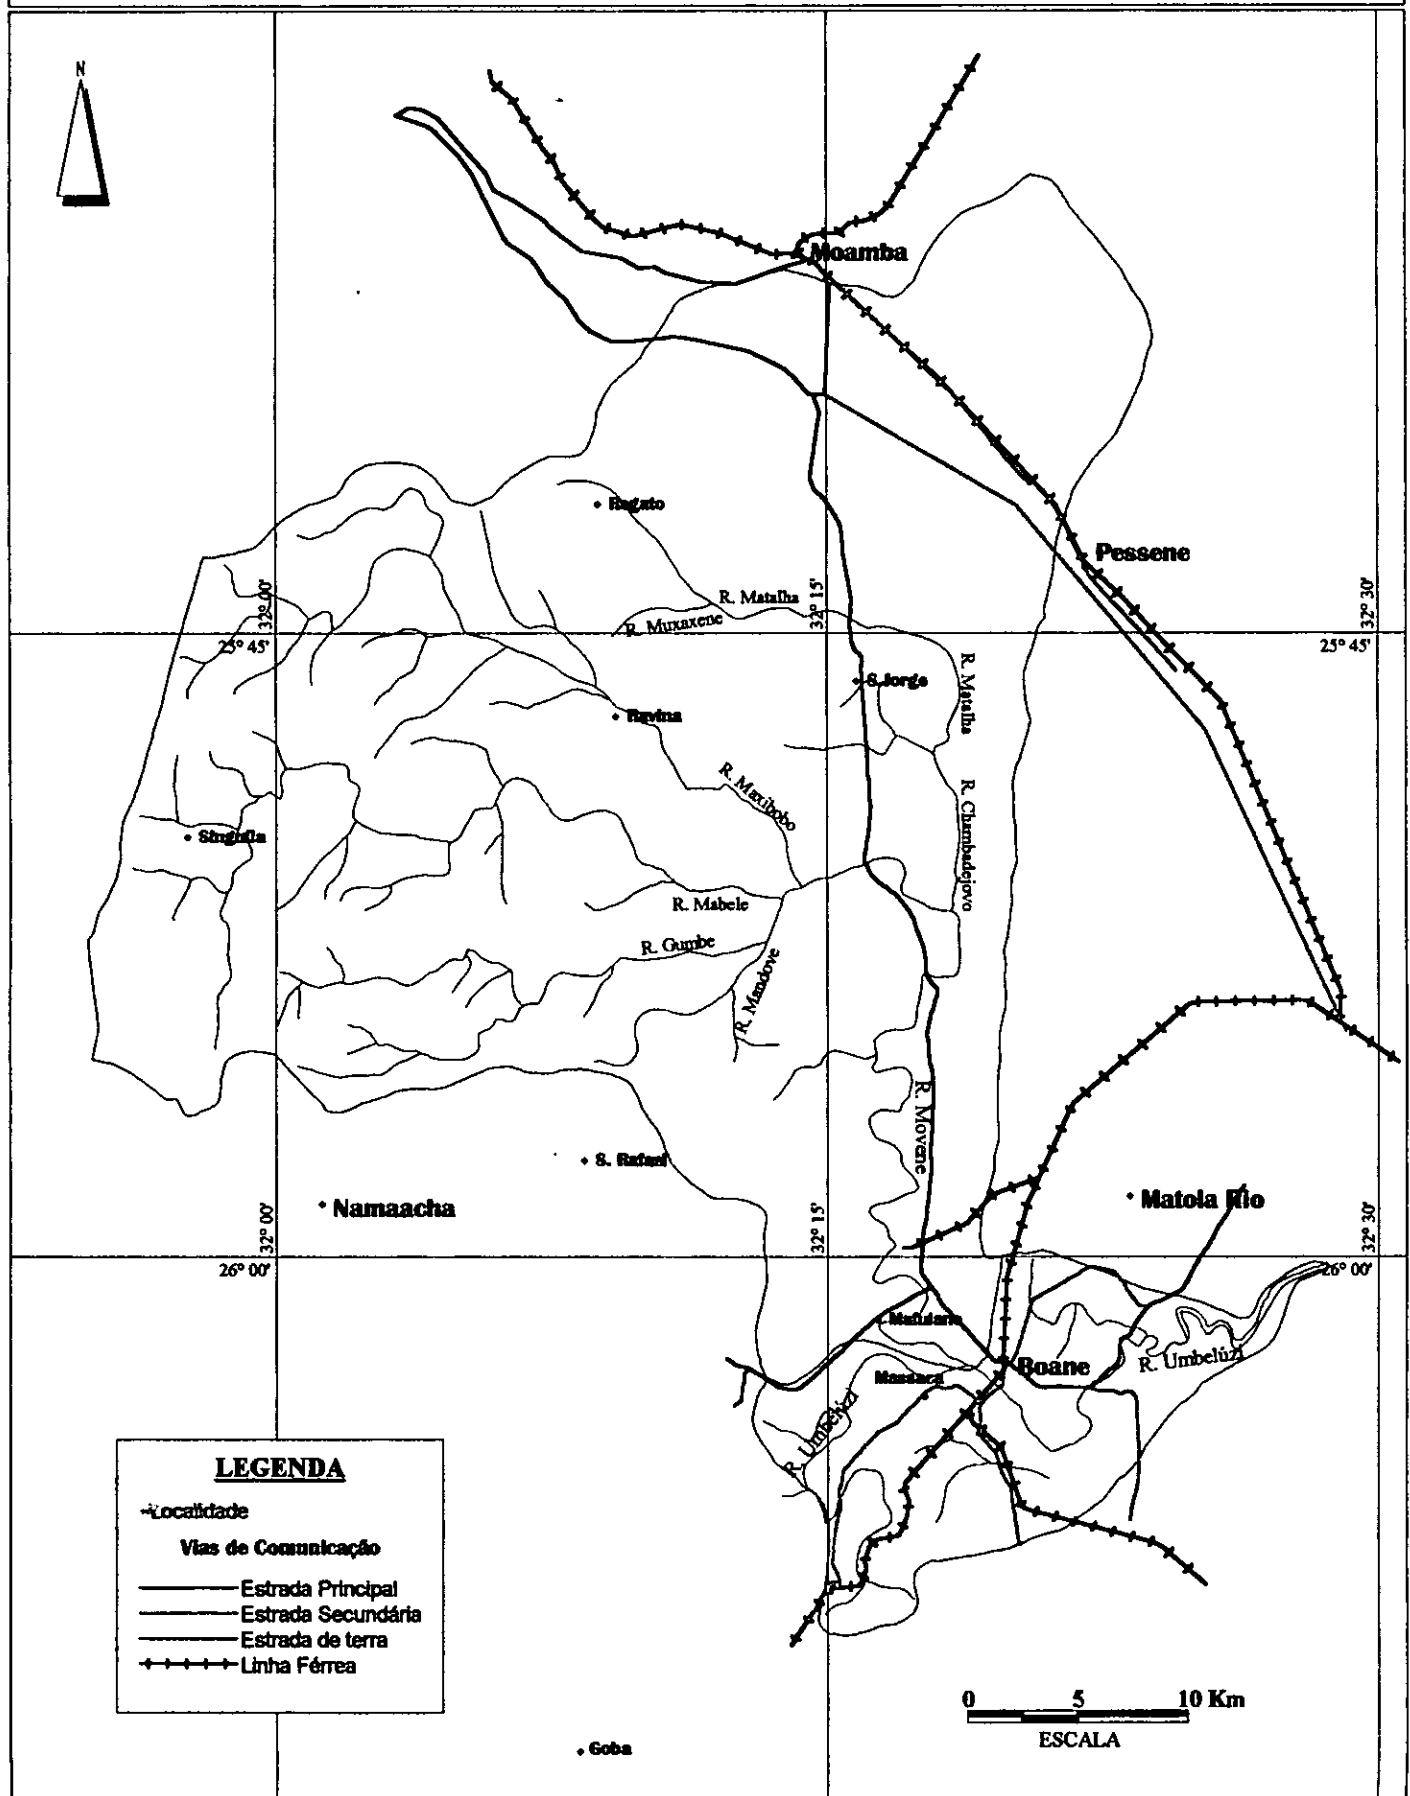 N
Moamba
Regato
Pessene
R. Matalha
R. Muxaxene
32° 00'
32° 15'
32° 30'
25° 45'
25° 45'
S. Jorge
R. Matalha
Ravina
R. Maxibobo
R. Chambadejovo
R. Mabele
R. Gumbe
R. Mandove
R. Movene
S. Rafael
Namaacha
Matola Rio
32° 00'
32° 15'
32° 30'
26° 00'
26° 00'
Boane
R. Umbelúzi
Massaca
R. Umbelúzi
LEGENDA
Localidade
Vias de Comunicação
Estrada Principal
Estrada Secundária
Estrada de terra
Linha Férrea
0 5 10 Km
ESCALA
Goba